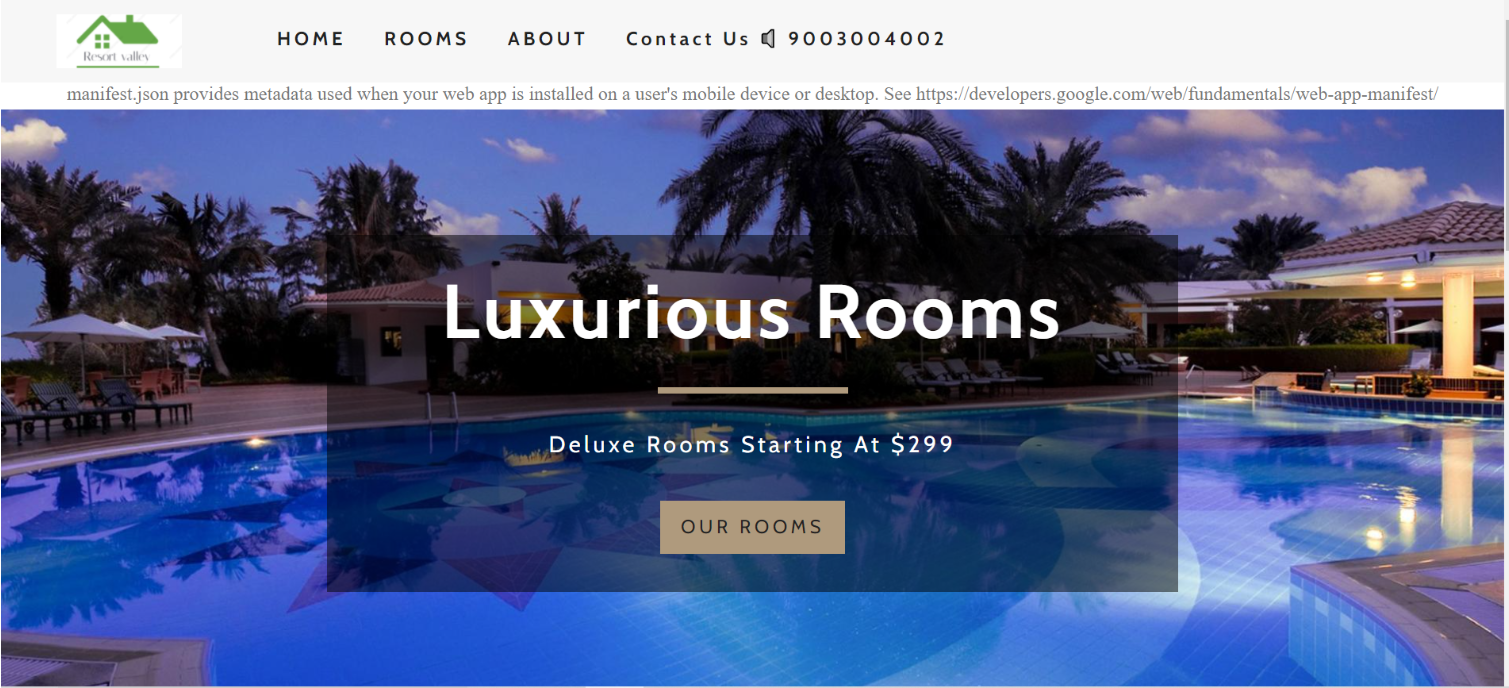 Resort valley
HOME ROOMS ABOUT Contact Us 9003004002
manifest.json provides metadata used when your web app is installed on a user's mobile device or desktop. See https://developers.google.com/web/fundamentals/web-app-manifest/
Luxurious Rooms
Deluxe Rooms Starting At $299
OUR ROOMS